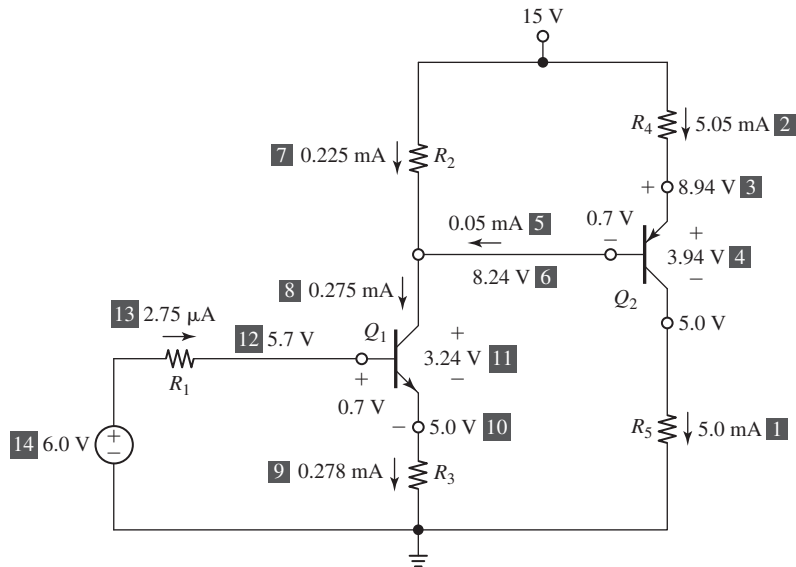 15 V
R4 5.05 mA 2
7 0.225 mA R2
+ 8.94 V 3
0.05 mA 5
0.7 V
−
+
3.94 V 4
−
8.24 V 6
Q2
8 0.275 mA
5.0 V
13 2.75 μA
12 5.7 V
Q1
+
3.24 V 11
−
R1
+
0.7 V
− 5.0 V 10
R5 5.0 mA 1
14 6.0 V
+
−
9 0.278 mA R3